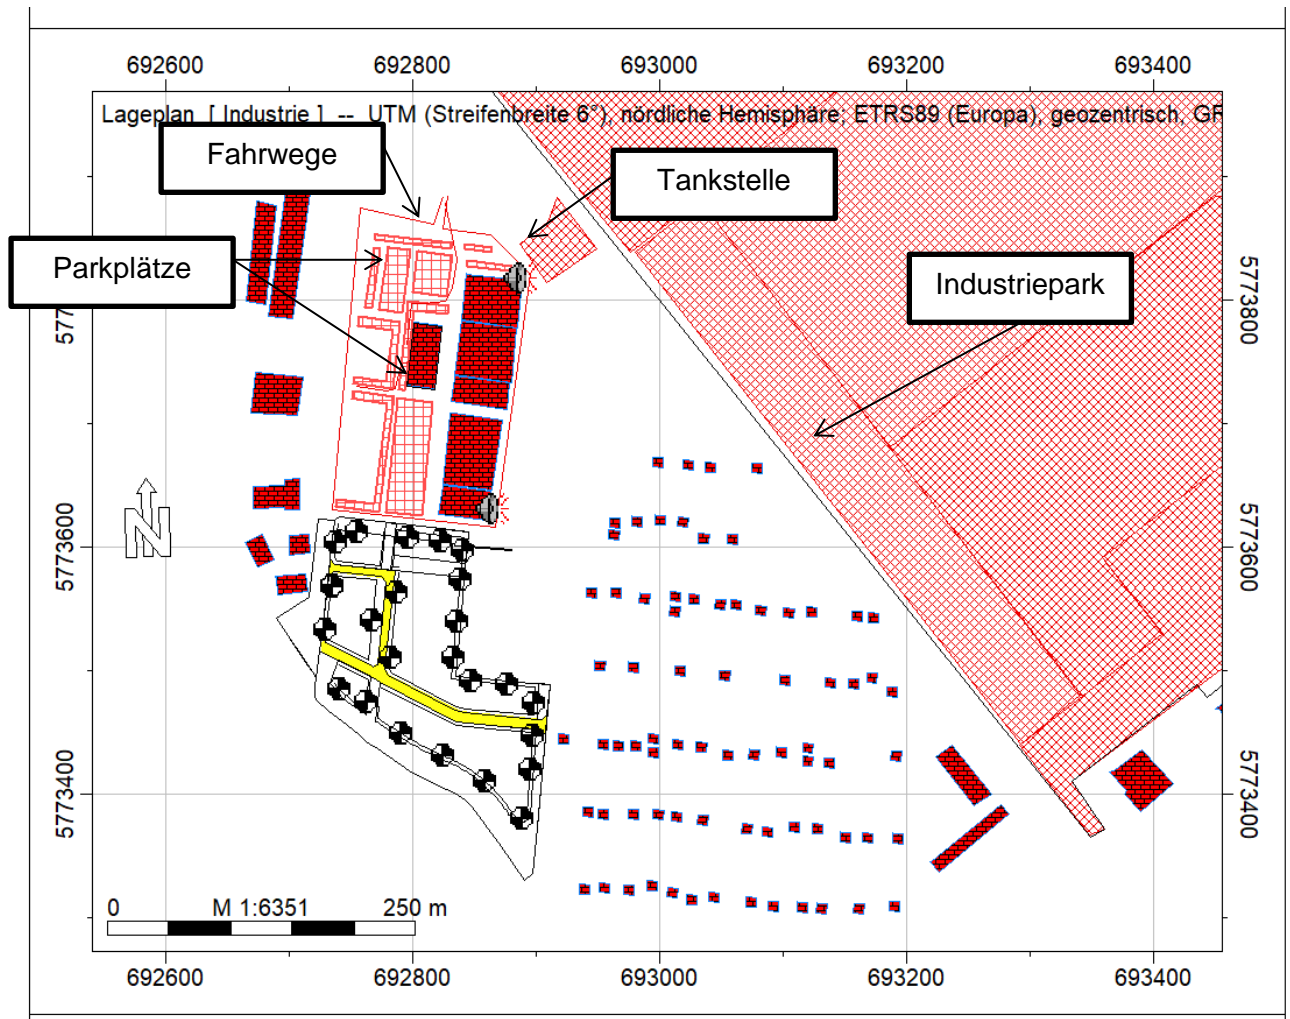 692600 692800 693000 693200 693400
Lageplan [ Industrie ] -- UTM (Streifenbreite 6°), nördliche Hemisphäre; ETRS89 (Europa), geozentrisch, GR
Fahrwege
Tankstelle
Parkplätze
Industriepark
5773800
5773600
5773600
5773400
5773400
N
0 M 1:6351 250 m
692600 692800 693000 693200 693400